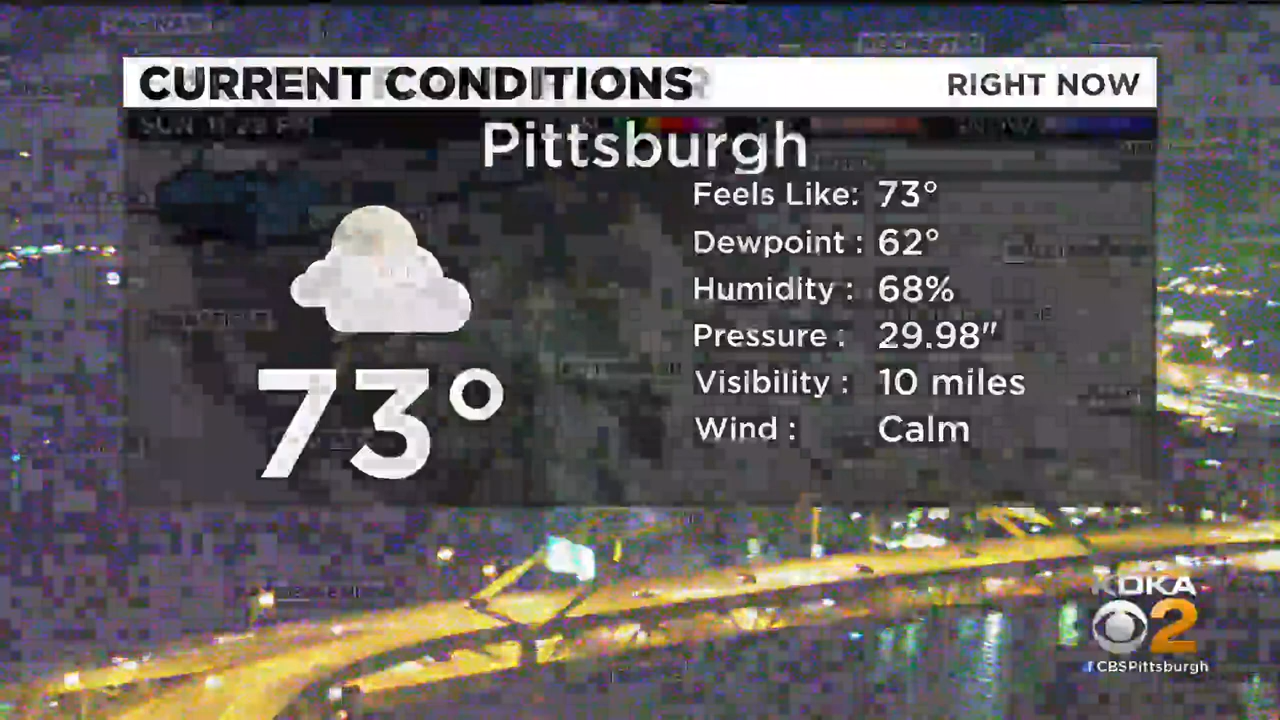 CURRENT CONDITIONS
RIGHT NOW
Pittsburgh
Feels Like: 73°
Dewpoint : 62°
Humidity : 68%
Pressure : 29.98"
Visibility : 10 miles
Wind : Calm
73°
KDKA
2
CBSPittsburgh